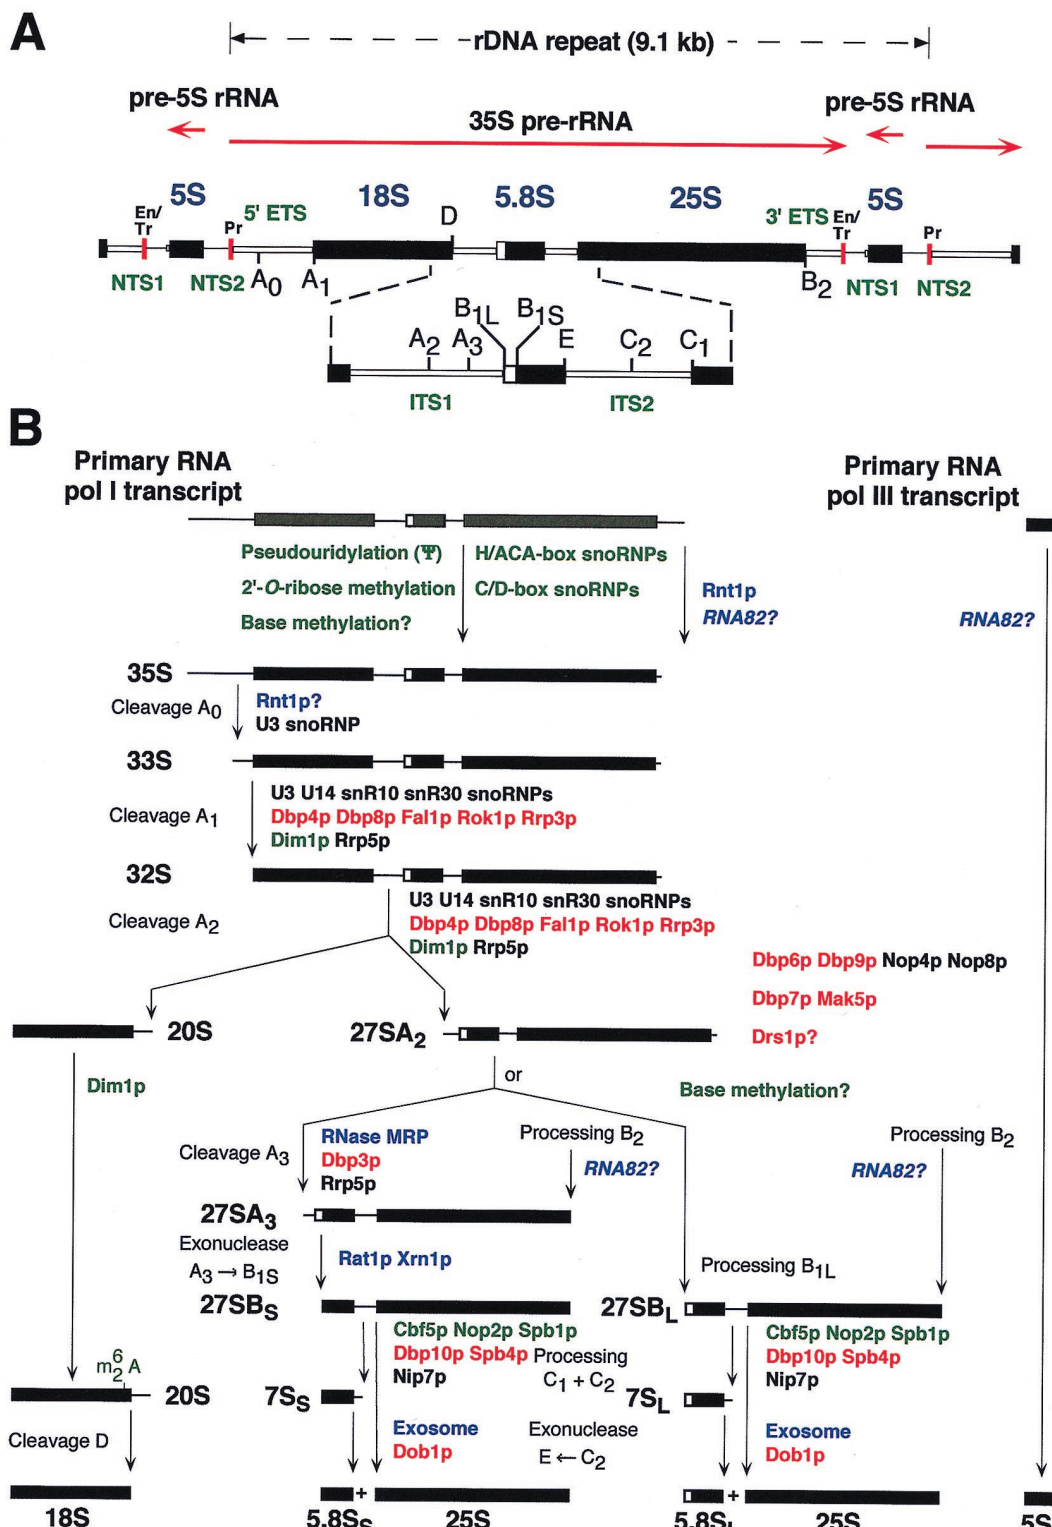 A
rDNA repeat (9.1 kb)
pre-5S rRNA
35S pre-rRNA
pre-5S rRNA
5S
18S
5.8S
25S
5S
En/
Tr
Pr
5' ETS
D
3' ETS
En/
Tr
Pr
NTS1
NTS2
A0
A1
B2
NTS1
NTS2
B1L
B1S
A2
A3
E
C2
C1
ITS1
ITS2
B
Primary RNA
pol I transcript
Primary RNA
pol III transcript
Pseudouridylation (Ψ)
H/ACA-box snoRNPs
2'-O-ribose methylation
C/D-box snoRNPs
Base methylation?
Rnt1p
RNA82?
RNA82?
35S
Cleavage A0
Rnt1p?
U3 snoRNP
33S
Cleavage A1
U3 U14 snR10 snR30 snoRNPs
Dbp4p Dbp8p Fal1p Rok1p Rrp3p
Dim1p Rrp5p
32S
Cleavage A2
U3 U14 snR10 snR30 snoRNPs
Dbp4p Dbp8p Fal1p Rok1p Rrp3p
Dim1p Rrp5p
Dbp6p Dbp9p Nop4p Nop8p
Dbp7p Mak5p
Drs1p?
20S
27SA2
Dim1p
or
Base methylation?
Cleavage A3
RNase MRP
Dbp3p
Rrp5p
Processing B2
RNA82?
Processing B2
RNA82?
27SA3
Exonuclease
A3 → B1S
Rat1p Xrn1p
Processing B1L
27SBS
27SBL
Cbf5p Nop2p Spb1p
Dbp10p Spb4p
Nip7p
Processing
C1 + C2
Cbf5p Nop2p Spb1p
Dbp10p Spb4p
Nip7p
m62A
20S
7SS
7SL
Cleavage D
Exosome
Dob1p
Exonuclease
E ← C2
Exosome
Dob1p
+
+
18S
5.8SS
25S
5.8SL
25S
5S